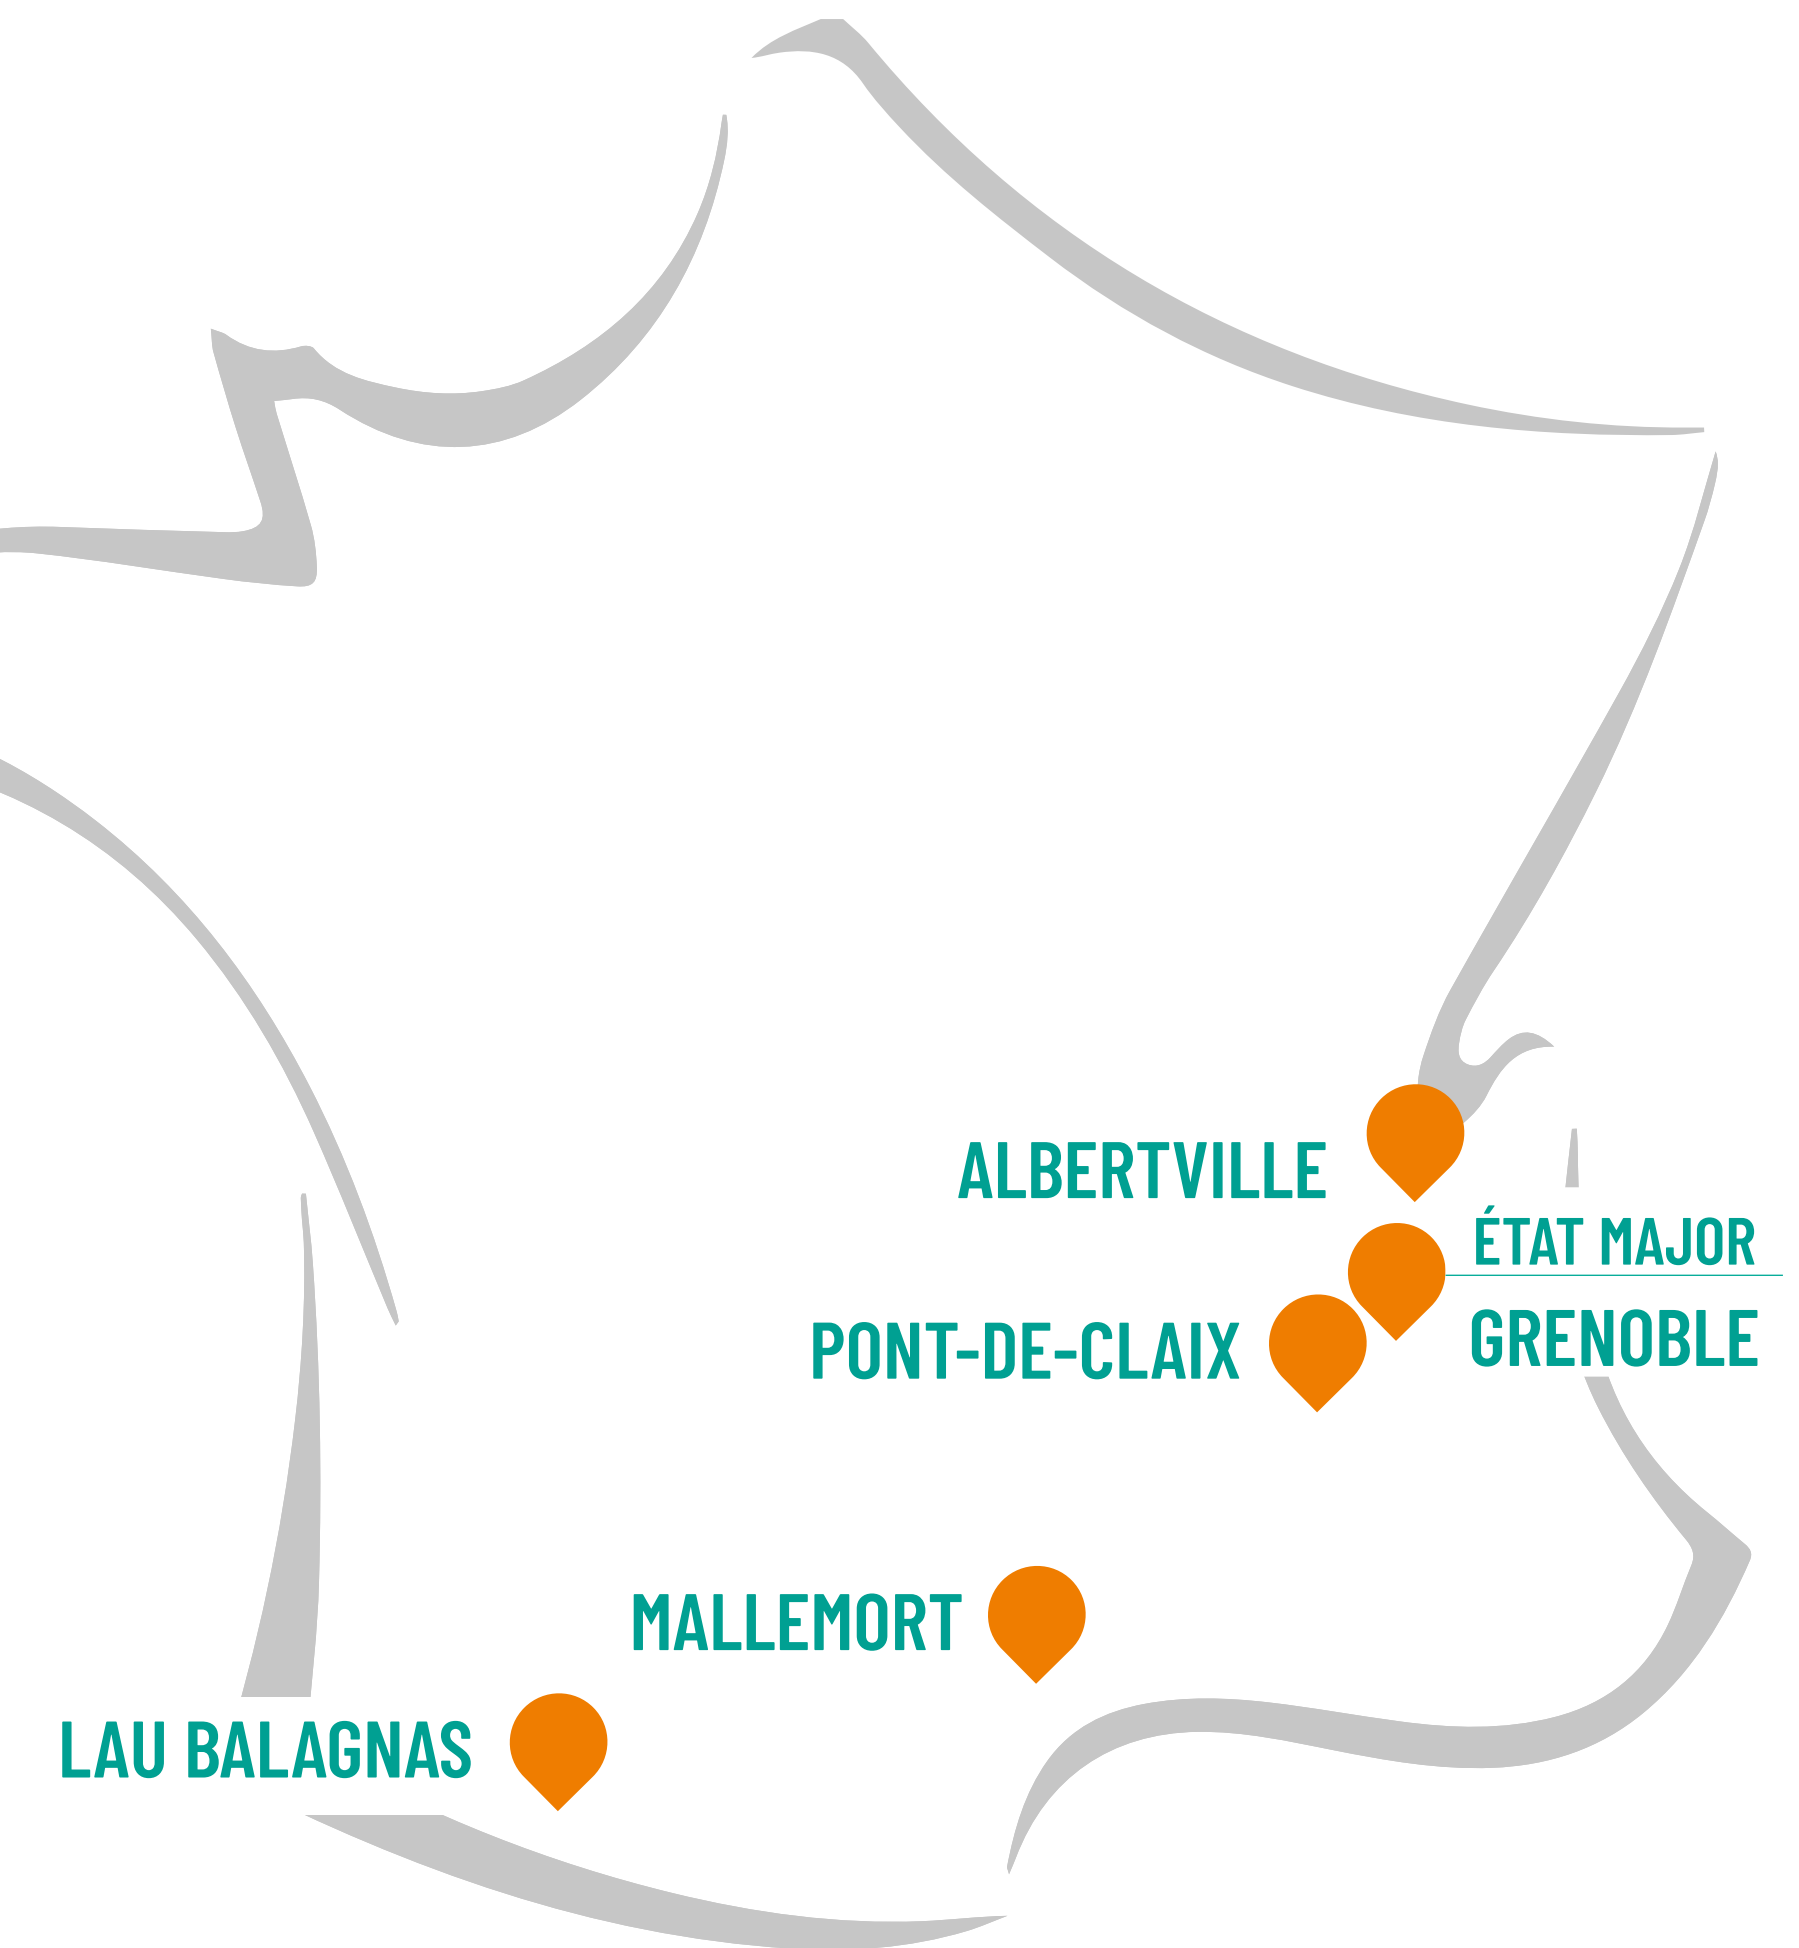 ALBERTVILLE
ÉTAT MAJOR
GRENOBLE
PONT-DE-CLAIX
MALLEMORT
LAU BALAGNAS